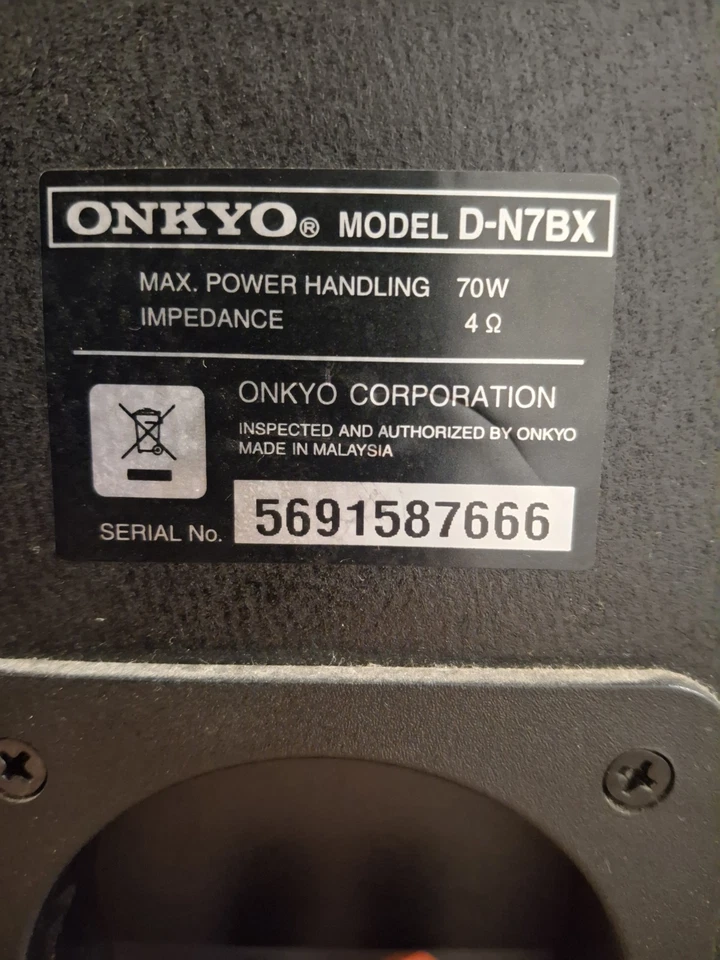 ONKYO® MODEL D-N7BX
MAX. POWER HANDLING 70W
IMPEDANCE 4 Ω
ONKYO CORPORATION
INSPECTED AND AUTHORIZED BY ONKYO
MADE IN MALAYSIA
SERIAL No. 5691587666